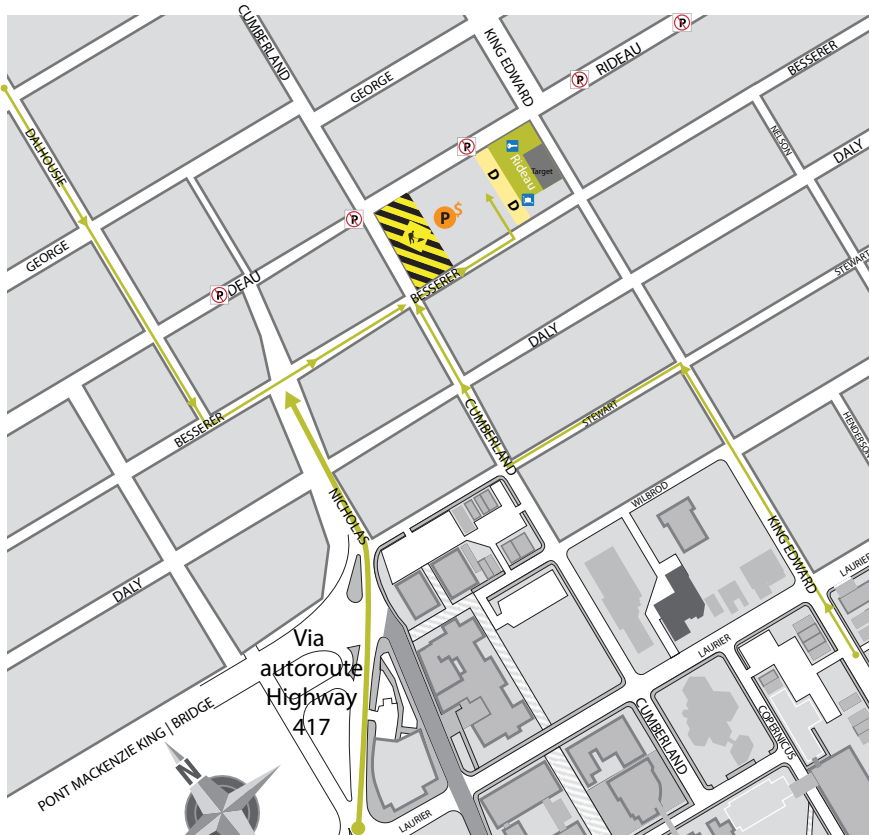 CUMBERLAND
KING EDWARD
RIDEAU
BESSERER
GEORGE
P
P
DALHOUSIE
NELSON
DALY
P
Rideau
Target
D
D
P$
P
GEORGE
RIDEAU
P
BESSERER
STEWART
DALY
CUMBERLAND
STEWART
BESSERER
HENDERSON
NICHOLAS
WILBROD
KING EDWARD
LAURIER
DALY
Via
autoroute
Highway
417
LAURIER
PONT MACKENZIE KING | BRIDGE
CUMBERLAND
COPERNICUS
N
LAURIER